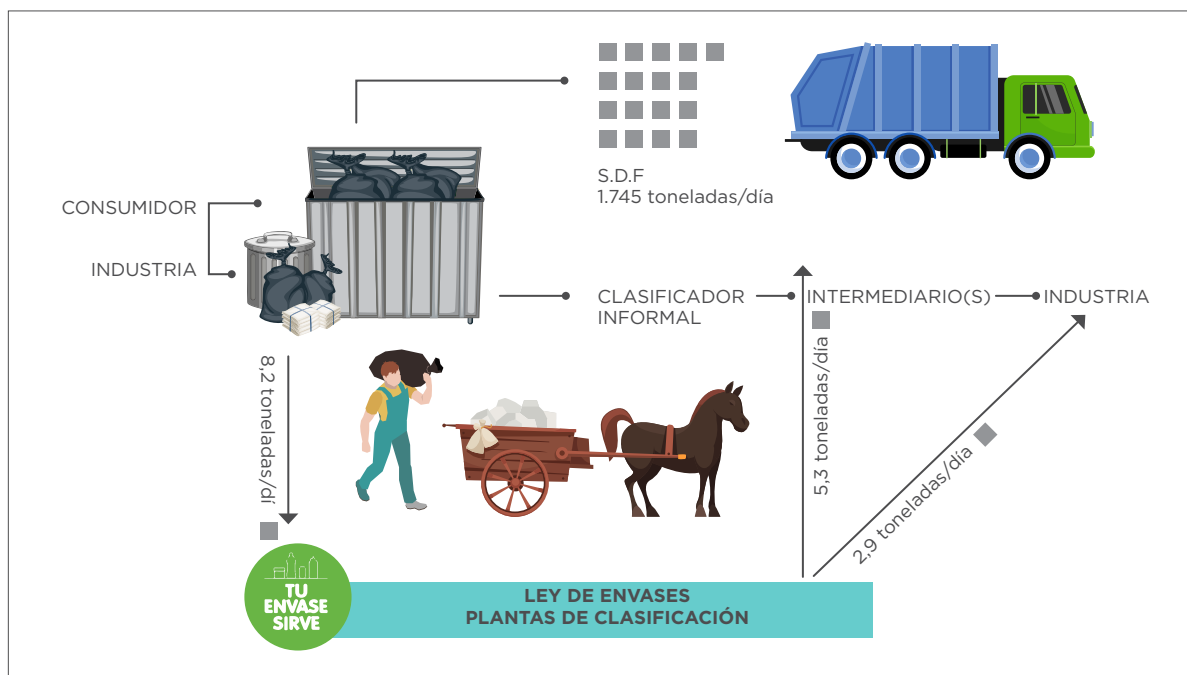 S.D.F
1.745 toneladas/día
CONSUMIDOR
INDUSTRIA
CLASIFICADOR
INFORMAL
INTERMEDIARIO(S)
INDUSTRIA
8,2 toneladas/dí
5,3 toneladas/día
2,9 toneladas/día
TU
ENVASE
SIRVE
LEY DE ENVASES
PLANTAS DE CLASIFICACIÓN